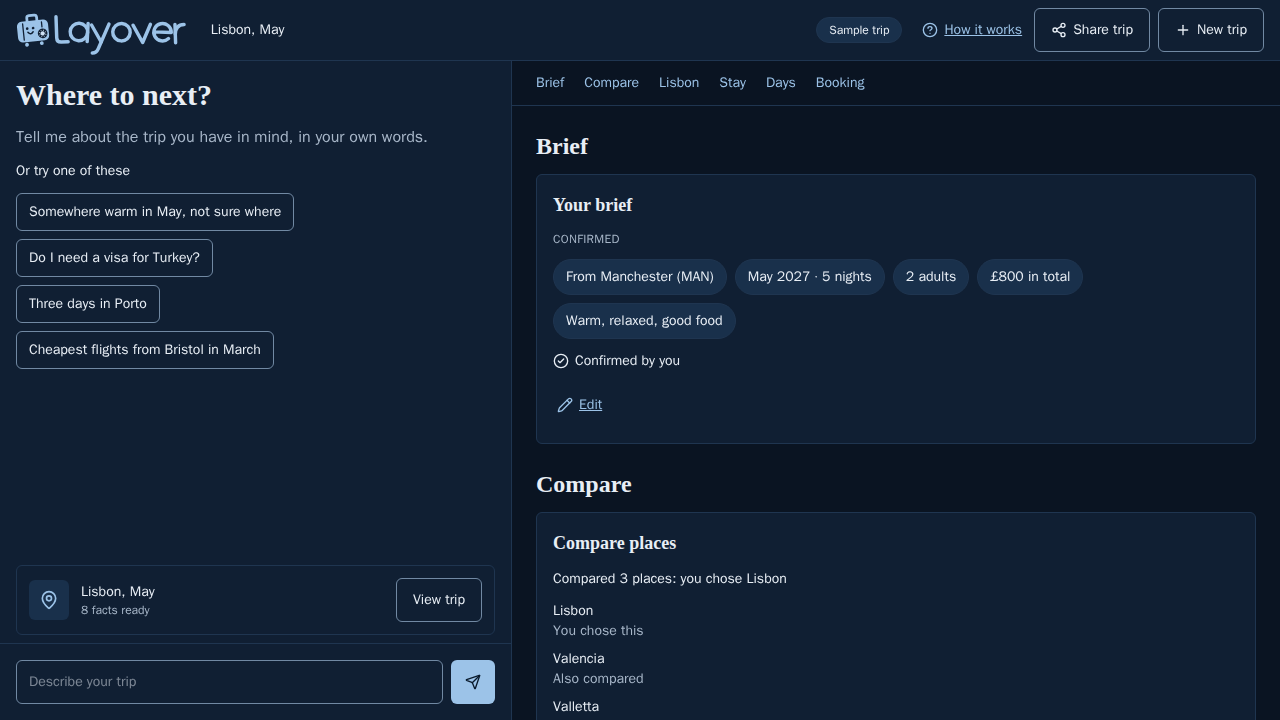 Layover
Lisbon, May
Sample trip
How it works
Share trip
New trip
Where to next?
Tell me about the trip you have in mind, in your own words.
Or try one of these
Somewhere warm in May, not sure where
Do I need a visa for Turkey?
Three days in Porto
Cheapest flights from Bristol in March
Lisbon, May
8 facts ready
View trip
Describe your trip
Brief Compare Lisbon Stay Days Booking
Brief
Your brief
CONFIRMED
From Manchester (MAN) May 2027 · 5 nights 2 adults £800 in total
Warm, relaxed, good food
Confirmed by you
Edit
Compare
Compare places
Compared 3 places: you chose Lisbon
Lisbon
You chose this
Valencia
Also compared
Valletta